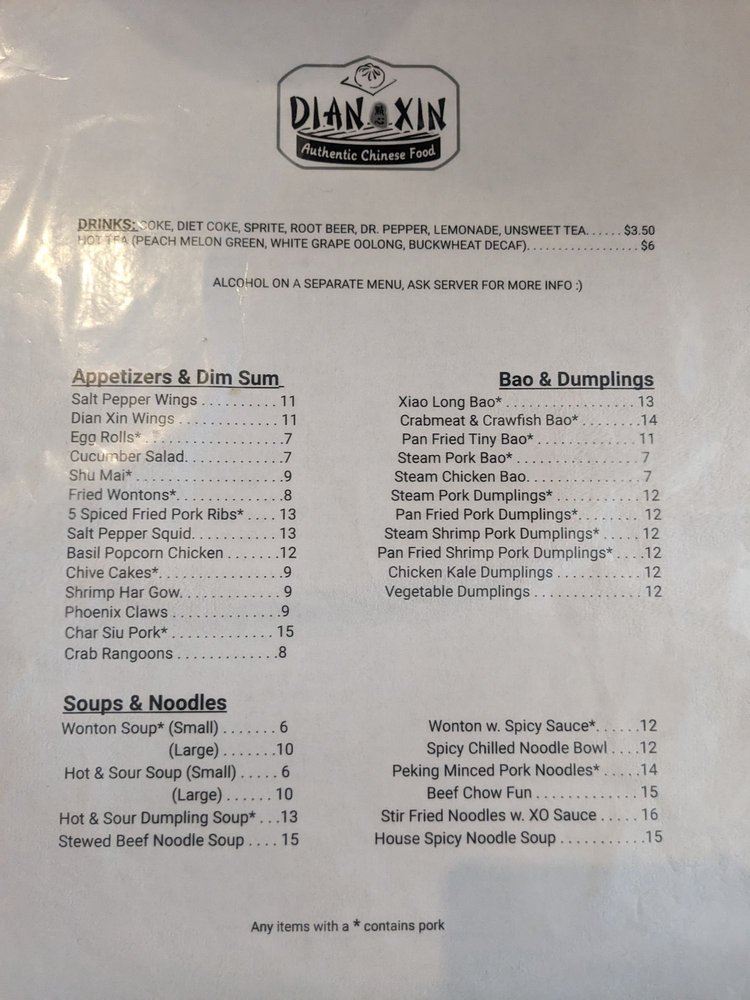 DIAN XIN
Authentic Chinese Food
DRINKS: COKE, DIET COKE, SPRITE, ROOT BEER, DR. PEPPER, LEMONADE, UNSWEET TEA. . . . . . $3.50
HOT TEA (PEACH MELON GREEN, WHITE GRAPE OOLONG, BUCKWHEAT DECAF). . . . . . . . . . . . . . . . . $6
ALCOHOL ON A SEPARATE MENU, ASK SERVER FOR MORE INFO :)
Appetizers & Dim Sum
Salt Pepper Wings . . . . . . . . . . 11
Dian Xin Wings . . . . . . . . . . . . . 11
Egg Rolls* . . . . . . . . . . . . . . . . . .7
Cucumber Salad. . . . . . . . . . . . .7
Shu Mai* . . . . . . . . . . . . . . . . . . .9
Fried Wontons*. . . . . . . . . . . . . .8
5 Spiced Fried Pork Ribs* . . . . 13
Salt Pepper Squid. . . . . . . . . . . 13
Basil Popcorn Chicken . . . . . . .12
Chive Cakes*. . . . . . . . . . . . . . . .9
Shrimp Har Gow. . . . . . . . . . . . . 9
Phoenix Claws . . . . . . . . . . . . . .9
Char Siu Pork* . . . . . . . . . . . . . 15
Crab Rangoons . . . . . . . . . . . . .8
Bao & Dumplings
Xiao Long Bao* . . . . . . . . . . . . . . . . 13
Crabmeat & Crawfish Bao* . . . . . . . .14
Pan Fried Tiny Bao* . . . . . . . . . . . . 11
Steam Pork Bao* . . . . . . . . . . . . . . . 7
Steam Chicken Bao. . . . . . . . . . . . . . 7
Steam Pork Dumplings* . . . . . . . . . . . 12
Pan Fried Pork Dumplings*. . . . . . . . 12
Steam Shrimp Pork Dumplings* . . . . . 12
Pan Fried Shrimp Pork Dumplings* . . . .12
Chicken Kale Dumplings . . . . . . . . . . . 12
Vegetable Dumplings . . . . . . . . . . . . . 12
Soups & Noodles
Wonton Soup* (Small) . . . . . . . 6
(Large) . . . . . . .10
Hot & Sour Soup (Small) . . . . . 6
(Large) . . . . . . 10
Hot & Sour Dumpling Soup* . . .13
Stewed Beef Noodle Soup . . . . 15
Wonton w. Spicy Sauce*. . . . . .12
Spicy Chilled Noodle Bowl . . . .12
Peking Minced Pork Noodles* . . . . .14
Beef Chow Fun . . . . . . . . . . . . 15
Stir Fried Noodles w. XO Sauce . . . . . 16
House Spicy Noodle Soup . . . . . . . . . . .15
Any items with a * contains pork